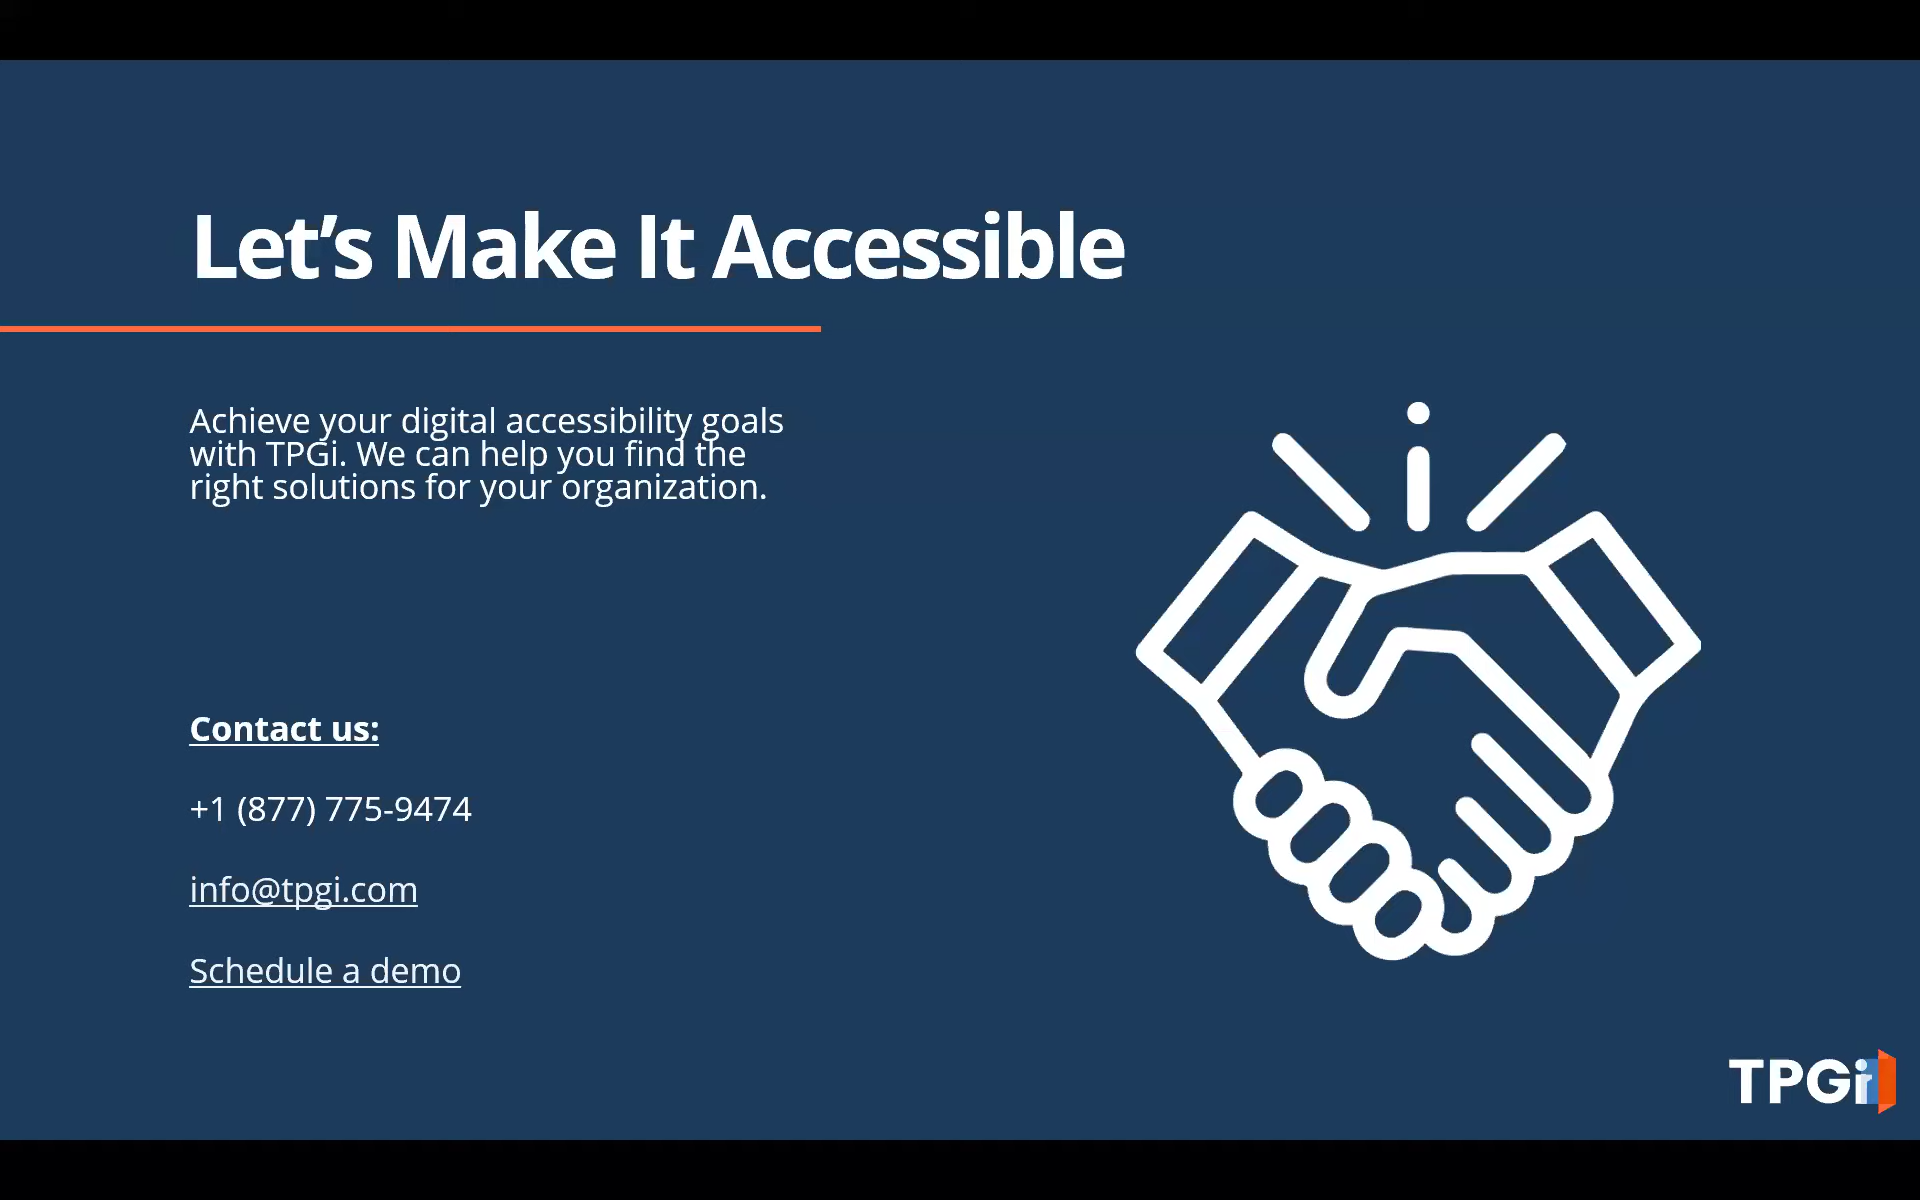 Let’s Make It Accessible
Achieve your digital accessibility goals
with TPGi. We can help you find the
right solutions for your organization.
Contact us:
+1 (877) 775-9474
info@tpgi.com
Schedule a demo
TPGi